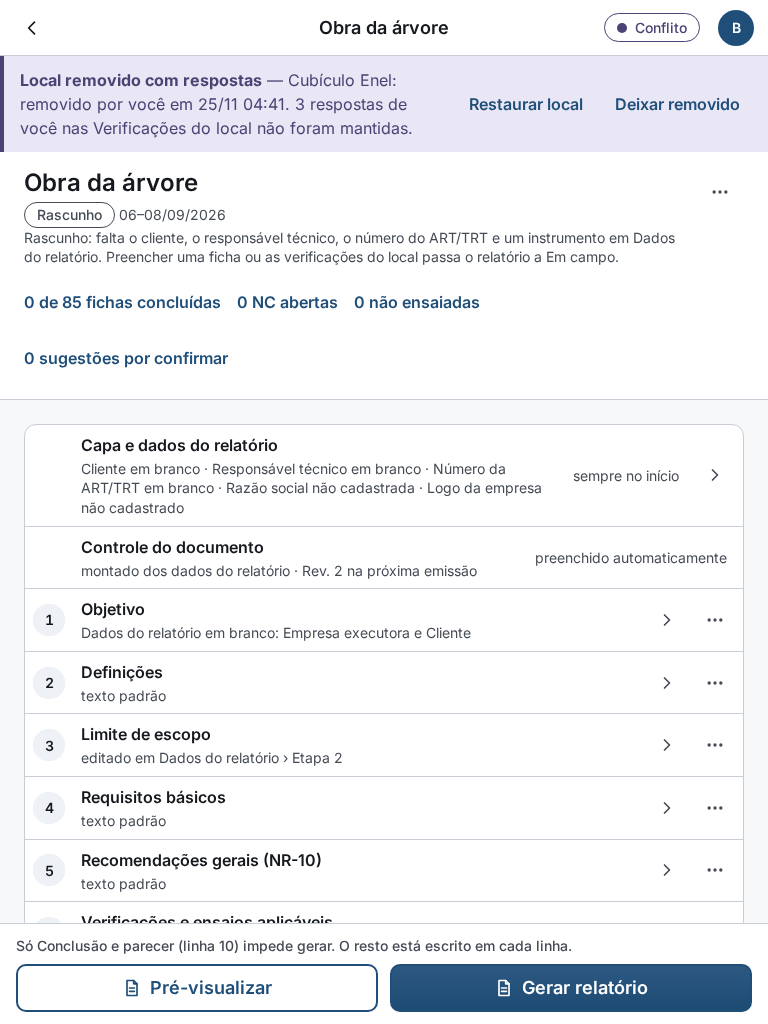 Obra da árvore
Conflito
B
Local removido com respostas — Cubículo Enel:
removido por você em 25/11 04:41. 3 respostas de
você nas Verificações do local não foram mantidas.
Restaurar local
Deixar removido
Obra da árvore
Rascunho 06–08/09/2026
Rascunho: falta o cliente, o responsável técnico, o número do ART/TRT e um instrumento em Dados
do relatório. Preencher uma ficha ou as verificações do local passa o relatório a Em campo.
0 de 85 fichas concluídas 0 NC abertas 0 não ensaiadas
0 sugestões por confirmar
Capa e dados do relatório
Cliente em branco · Responsável técnico em branco · Número da
ART/TRT em branco · Razão social não cadastrada · Logo da empresa
não cadastrado
sempre no início
Controle do documento
montado dos dados do relatório · Rev. 2 na próxima emissão
preenchido automaticamente
1
Objetivo
Dados do relatório em branco: Empresa executora e Cliente
2
Definições
texto padrão
3
Limite de escopo
editado em Dados do relatório › Etapa 2
4
Requisitos básicos
texto padrão
5
Recomendações gerais (NR-10)
texto padrão
Verificações e ensaios aplicáveis
Só Conclusão e parecer (linha 10) impede gerar. O resto está escrito em cada linha.
Pré-visualizar
Gerar relatório